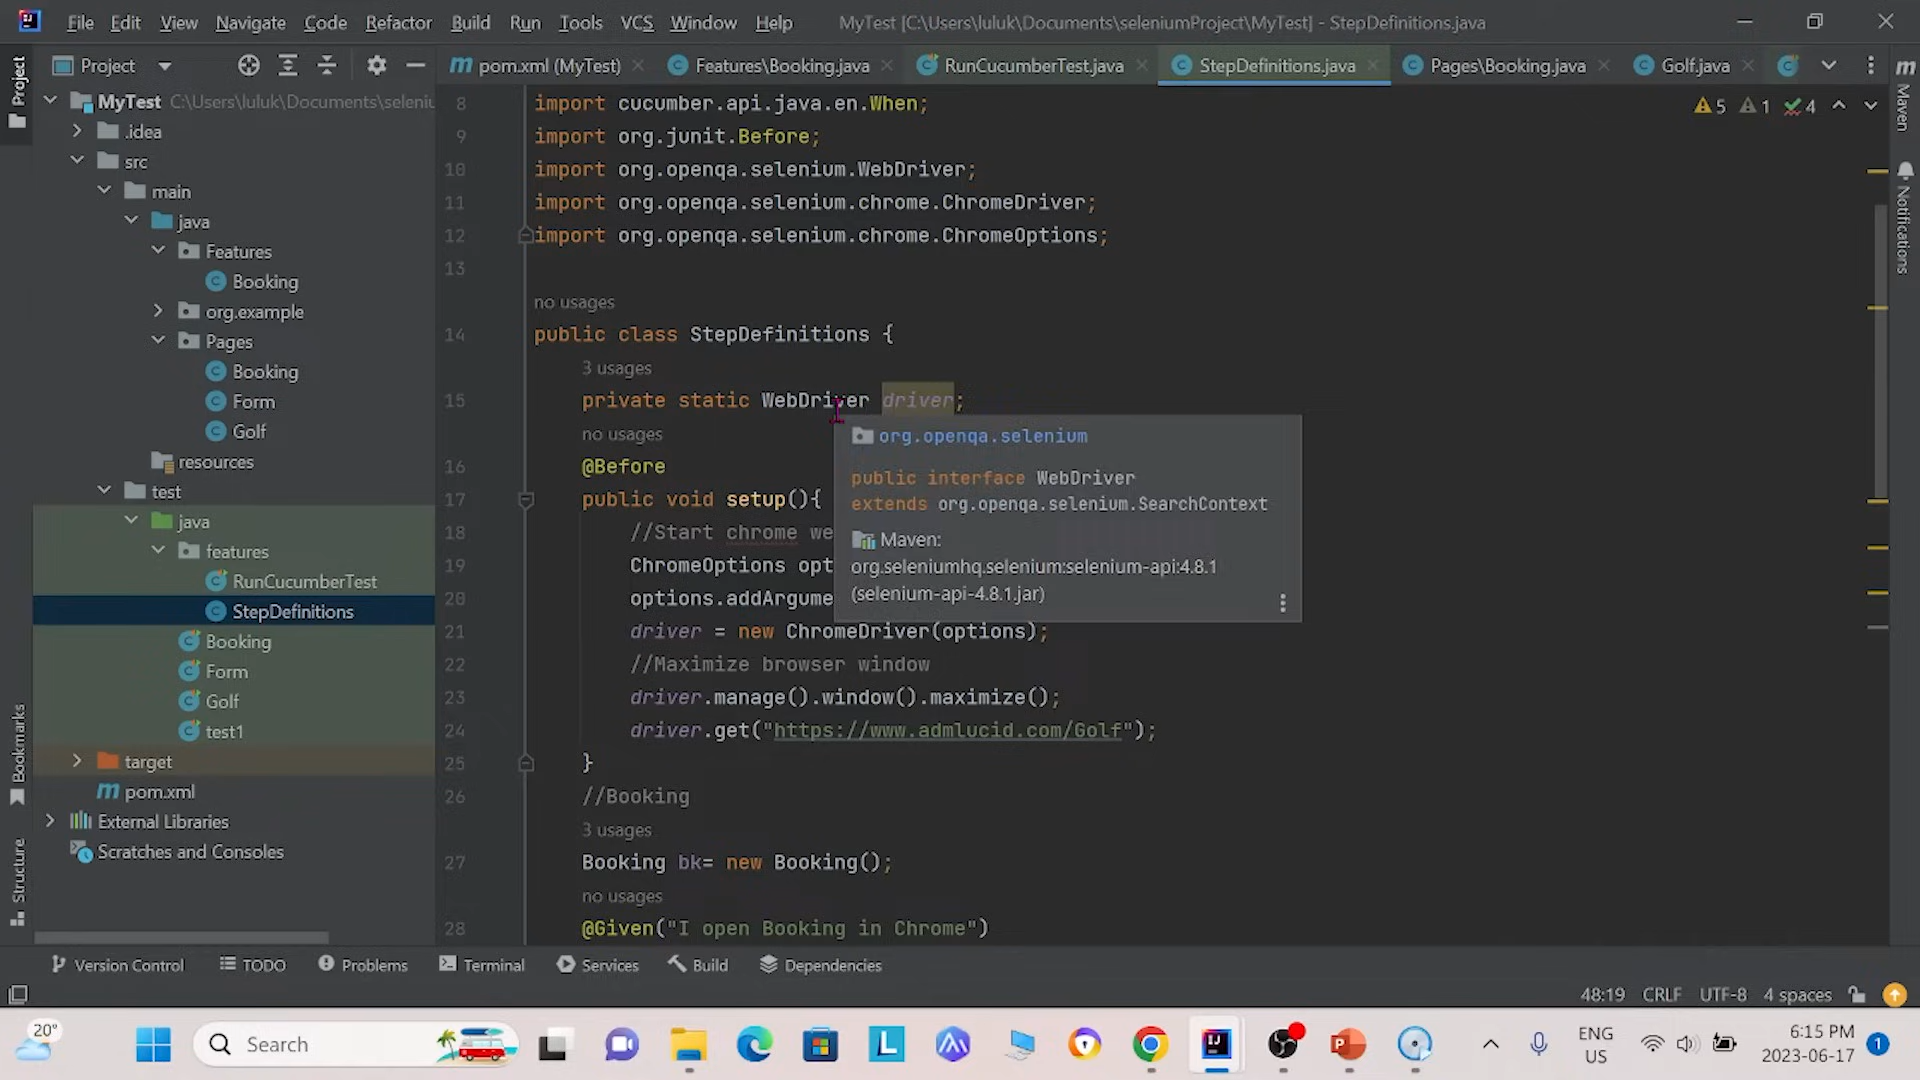 File Edit View Navigate Code Refactor Build Run Tools VCS Window Help MyTest [C:\Users\luluk\Documents\seleniumProject\MyTest] - StepDefinitions.java
Project
pom.xml (MyTest) Features\Booking.java RunCucumberTest.java StepDefinitions.java Pages\Booking.java Golf.java
Project
Maven
Notifications
Bookmarks
Structure
MyTest C:\Users\luluk\Documents\seleniu
.idea
src
main
java
Features
Booking
org.example
Pages
Booking
Form
Golf
resources
test
java
features
RunCucumberTest
StepDefinitions
Booking
Form
Golf
test1
target
pom.xml
External Libraries
Scratches and Consoles
5 1 4
8 import cucumber.api.java.en.When;
9 import org.junit.Before;
10 import org.openqa.selenium.WebDriver;
11 import org.openqa.selenium.chrome.ChromeDriver;
12 import org.openqa.selenium.chrome.ChromeOptions;
13
no usages
14 public class StepDefinitions {
3 usages
15 private static WebDriver driver;
no usages
16 @Before
17 public void setup(){
18 //Start chrome we
19 ChromeOptions opt
20 options.addArgume
21 driver = new ChromeDriver(options);
22 //Maximize browser window
23 driver.manage().window().maximize();
24 driver.get("https://www.admlucid.com/Golf");
25 }
26 //Booking
3 usages
27 Booking bk= new Booking();
no usages
28 @Given("I open Booking in Chrome")
org.openqa.selenium
public interface WebDriver
extends org.openqa.selenium.SearchContext
Maven:
org.seleniumhq.selenium:selenium-api:4.8.1
(selenium-api-4.8.1.jar)
Version Control TODO Problems Terminal Services Build Dependencies
48:19 CRLF UTF-8 4 spaces
20°
Search
L
P
ENG
US
6:15 PM
2023-06-17
1